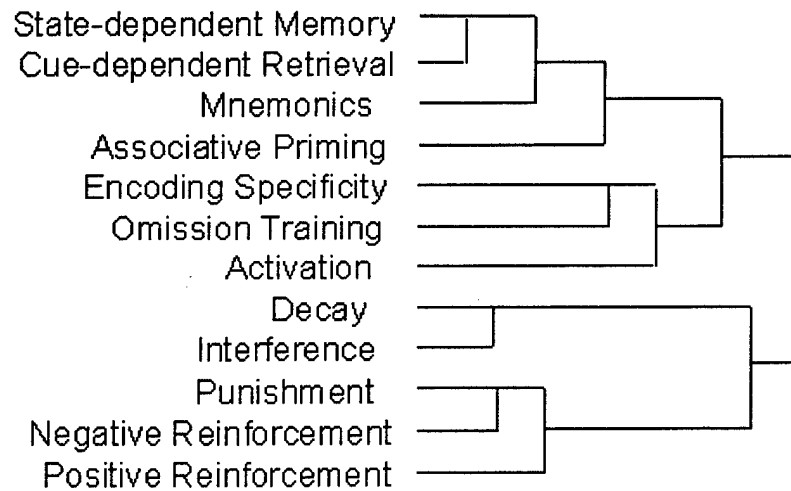 State-dependent Memory
Cue-dependent Retrieval
Mnemonics
Associative Priming
Encoding Specificity
Omission Training
Activation
Decay
Interference
Punishment
Negative Reinforcement
Positive Reinforcement